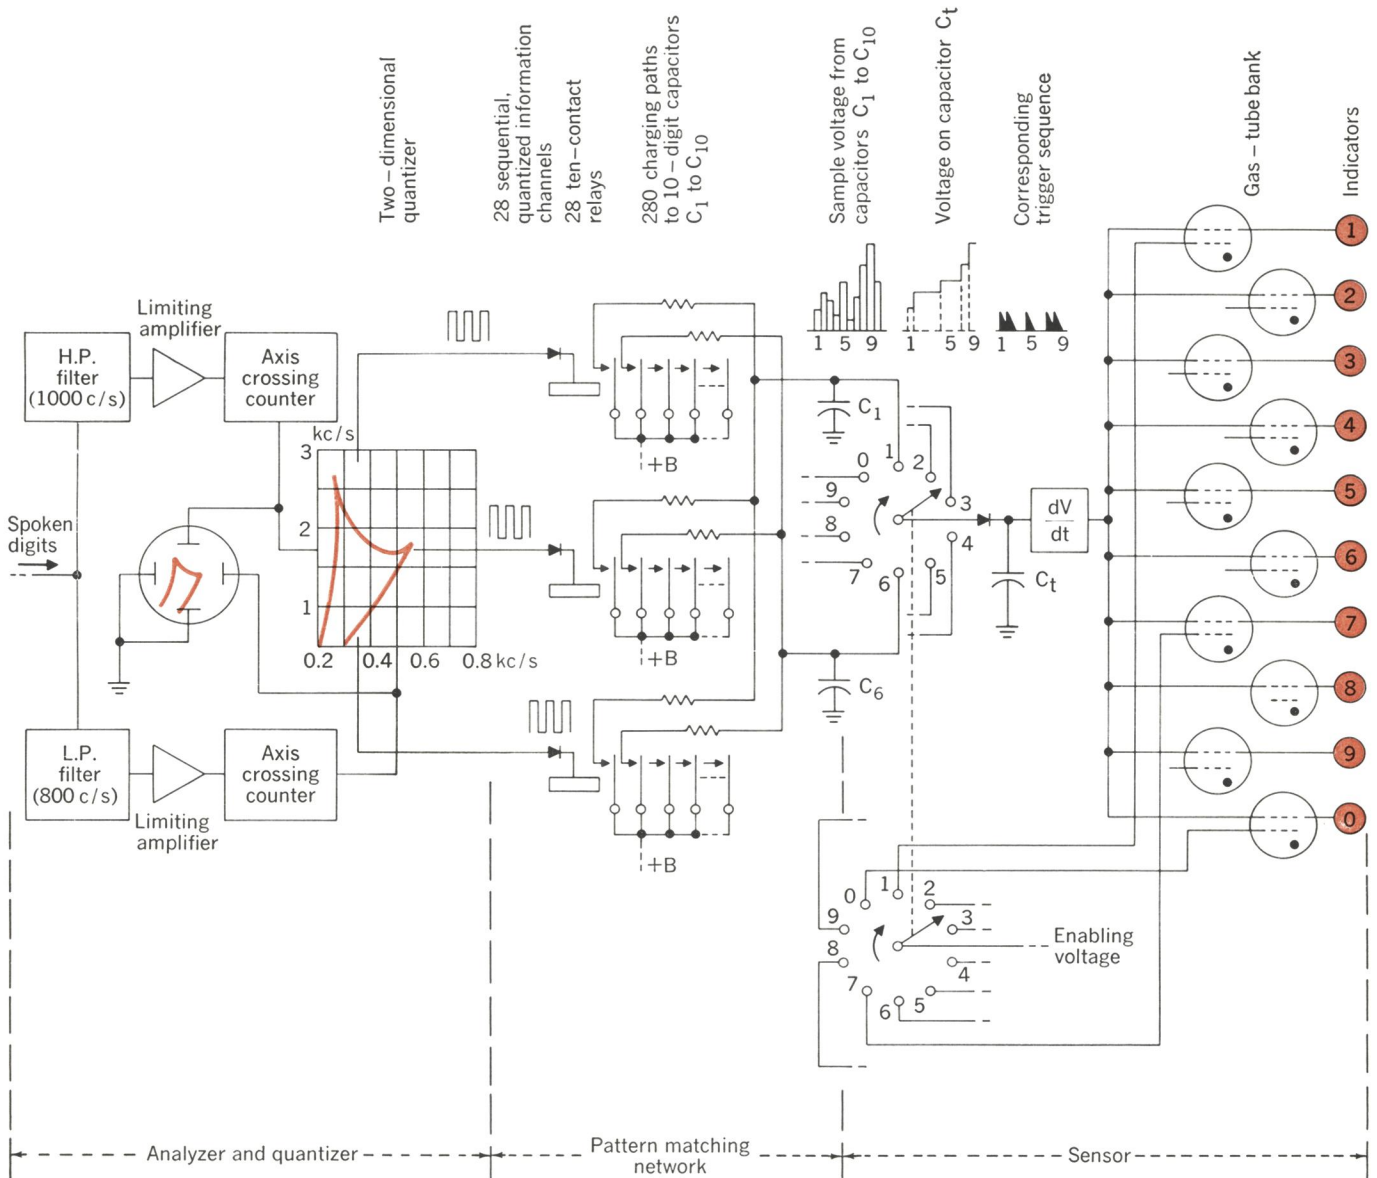 Two–dimensional
quantizer
28 sequential,
quantized information
channels
28 ten–contact
relays
280 charging paths
to 10–digit capacitors
C1 to C10
Sample voltage from
capacitors C1 to C10
Voltage on capacitor Ct
Corresponding
trigger sequence
Gas–tube bank
Indicators
1 5 9
1 5 9
1 5 9
Limiting
amplifier
H.P.
filter
(1000 c/s)
Axis
crossing
counter
kc/s
3
2
1
0.2 0.4 0.6 0.8 kc/s
Spoken
digits
L.P.
filter
(800 c/s)
Axis
crossing
counter
Limiting
amplifier
+B
+B
+B
C1
C6
0 1 2
9 3
8 4
7 6 5
dV
dt
Ct
1
2
3
4
5
6
7
8
9
0
0 1 2
9 3
8 4
7 6 5
Enabling
voltage
Analyzer and quantizer
Pattern matching
network
Sensor